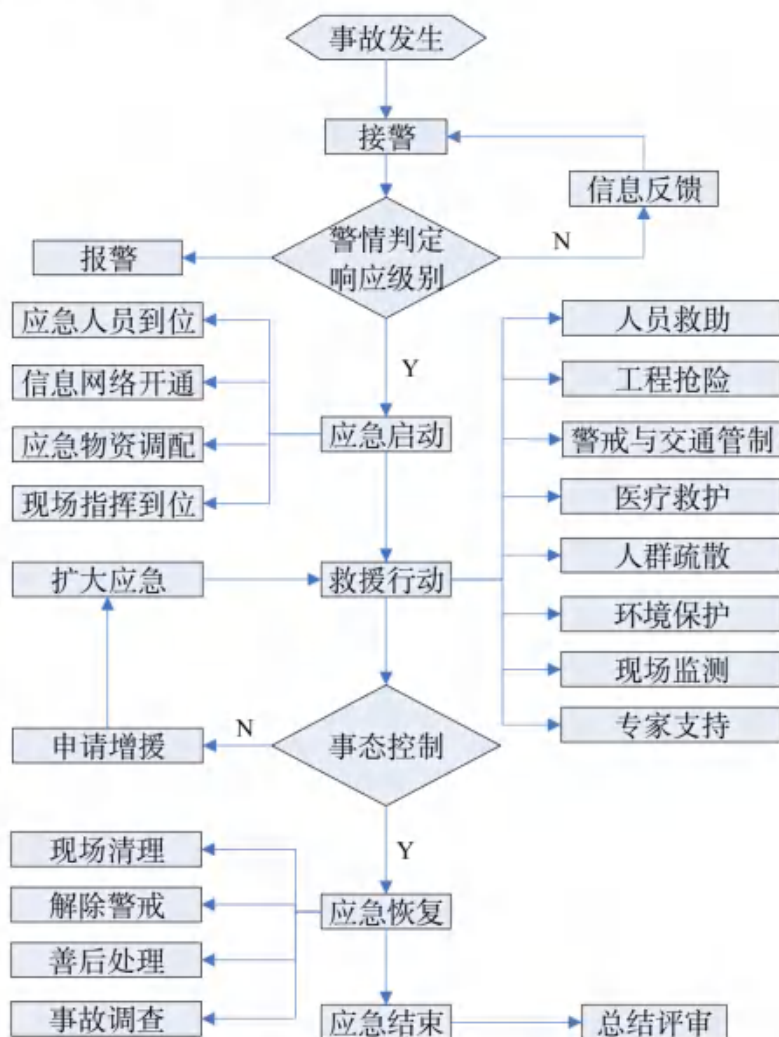 事故发生
接警
信息反馈
警情判定
响应级别
N
报警
应急人员到位
信息网络开通
应急物资调配
现场指挥到位
Y
应急启动
人员救助
工程抢险
警戒与交通管制
医疗救护
人群疏散
环境保护
现场监测
专家支持
扩大应急
救援行动
申请增援
N
事态控制
Y
现场清理
解除警戒
善后处理
事故调查
应急恢复
应急结束
总结评审